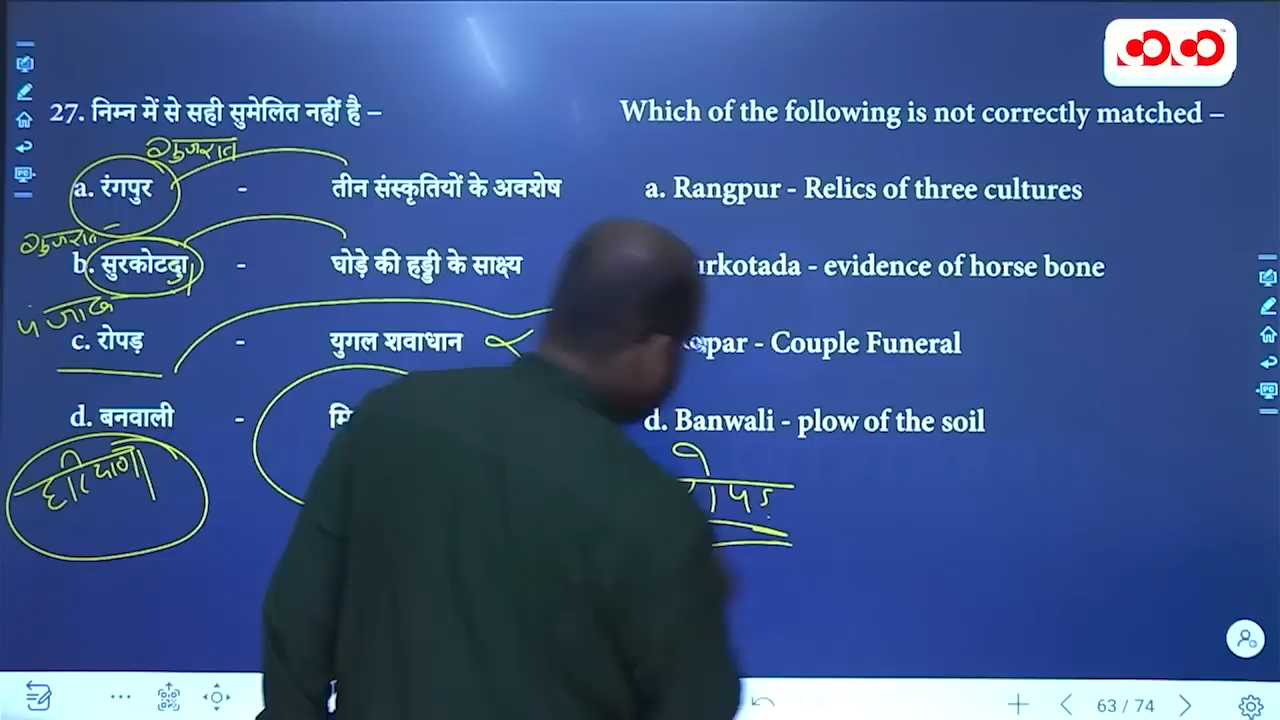 27. निम्न में से सही सुमेलित नहीं है –
गुजरात
a. रंगपुर - तीन संस्कृतियों के अवशेष
गुजरात
b. सुरकोटदा - घोड़े की हड्डी के साक्ष्य
पंजाब
c. रोपड़ - युगल शवाधान
d. बनवाली - मि
हरियाणा
Which of the following is not correctly matched –
a. Rangpur - Relics of three cultures
urkotada - evidence of horse bone
opar - Couple Funeral
d. Banwali - plow of the soil
रोपड़
63 / 74